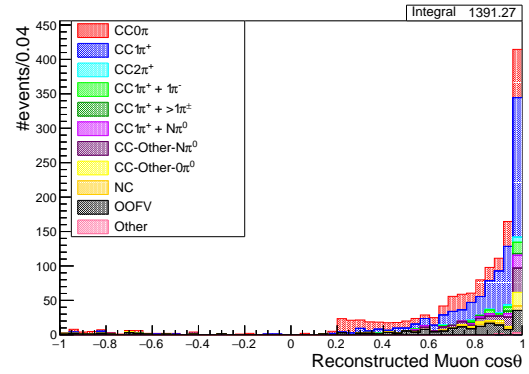 Integral 1391.27
#events/0.04
450
400
350
300
250
200
150
100
50
0
CC0π
CC1π⁺
CC2π⁺
CC1π⁺ + 1π⁻
CC1π⁺ + >1π±
CC1π⁺ + Nπ⁰
CC-Other-Nπ⁰
CC-Other-0π⁰
NC
OOFV
Other
−1 −0.8 −0.6 −0.4 −0.2 0 0.2 0.4 0.6 0.8 1
Reconstructed Muon cosθ